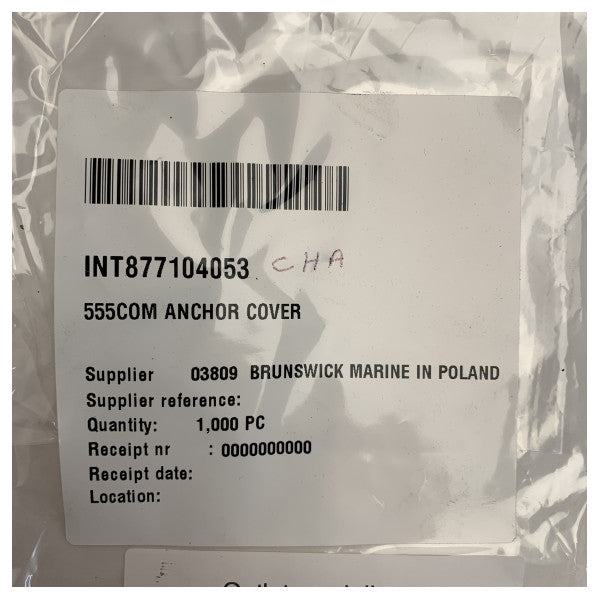 INT877104053 CHA
555COM ANCHOR COVER
Supplier 03809 BRUNSWICK MARINE IN POLAND
Supplier reference:
Quantity: 1,000 PC
Receipt nr : 0000000000
Receipt date:
Location: